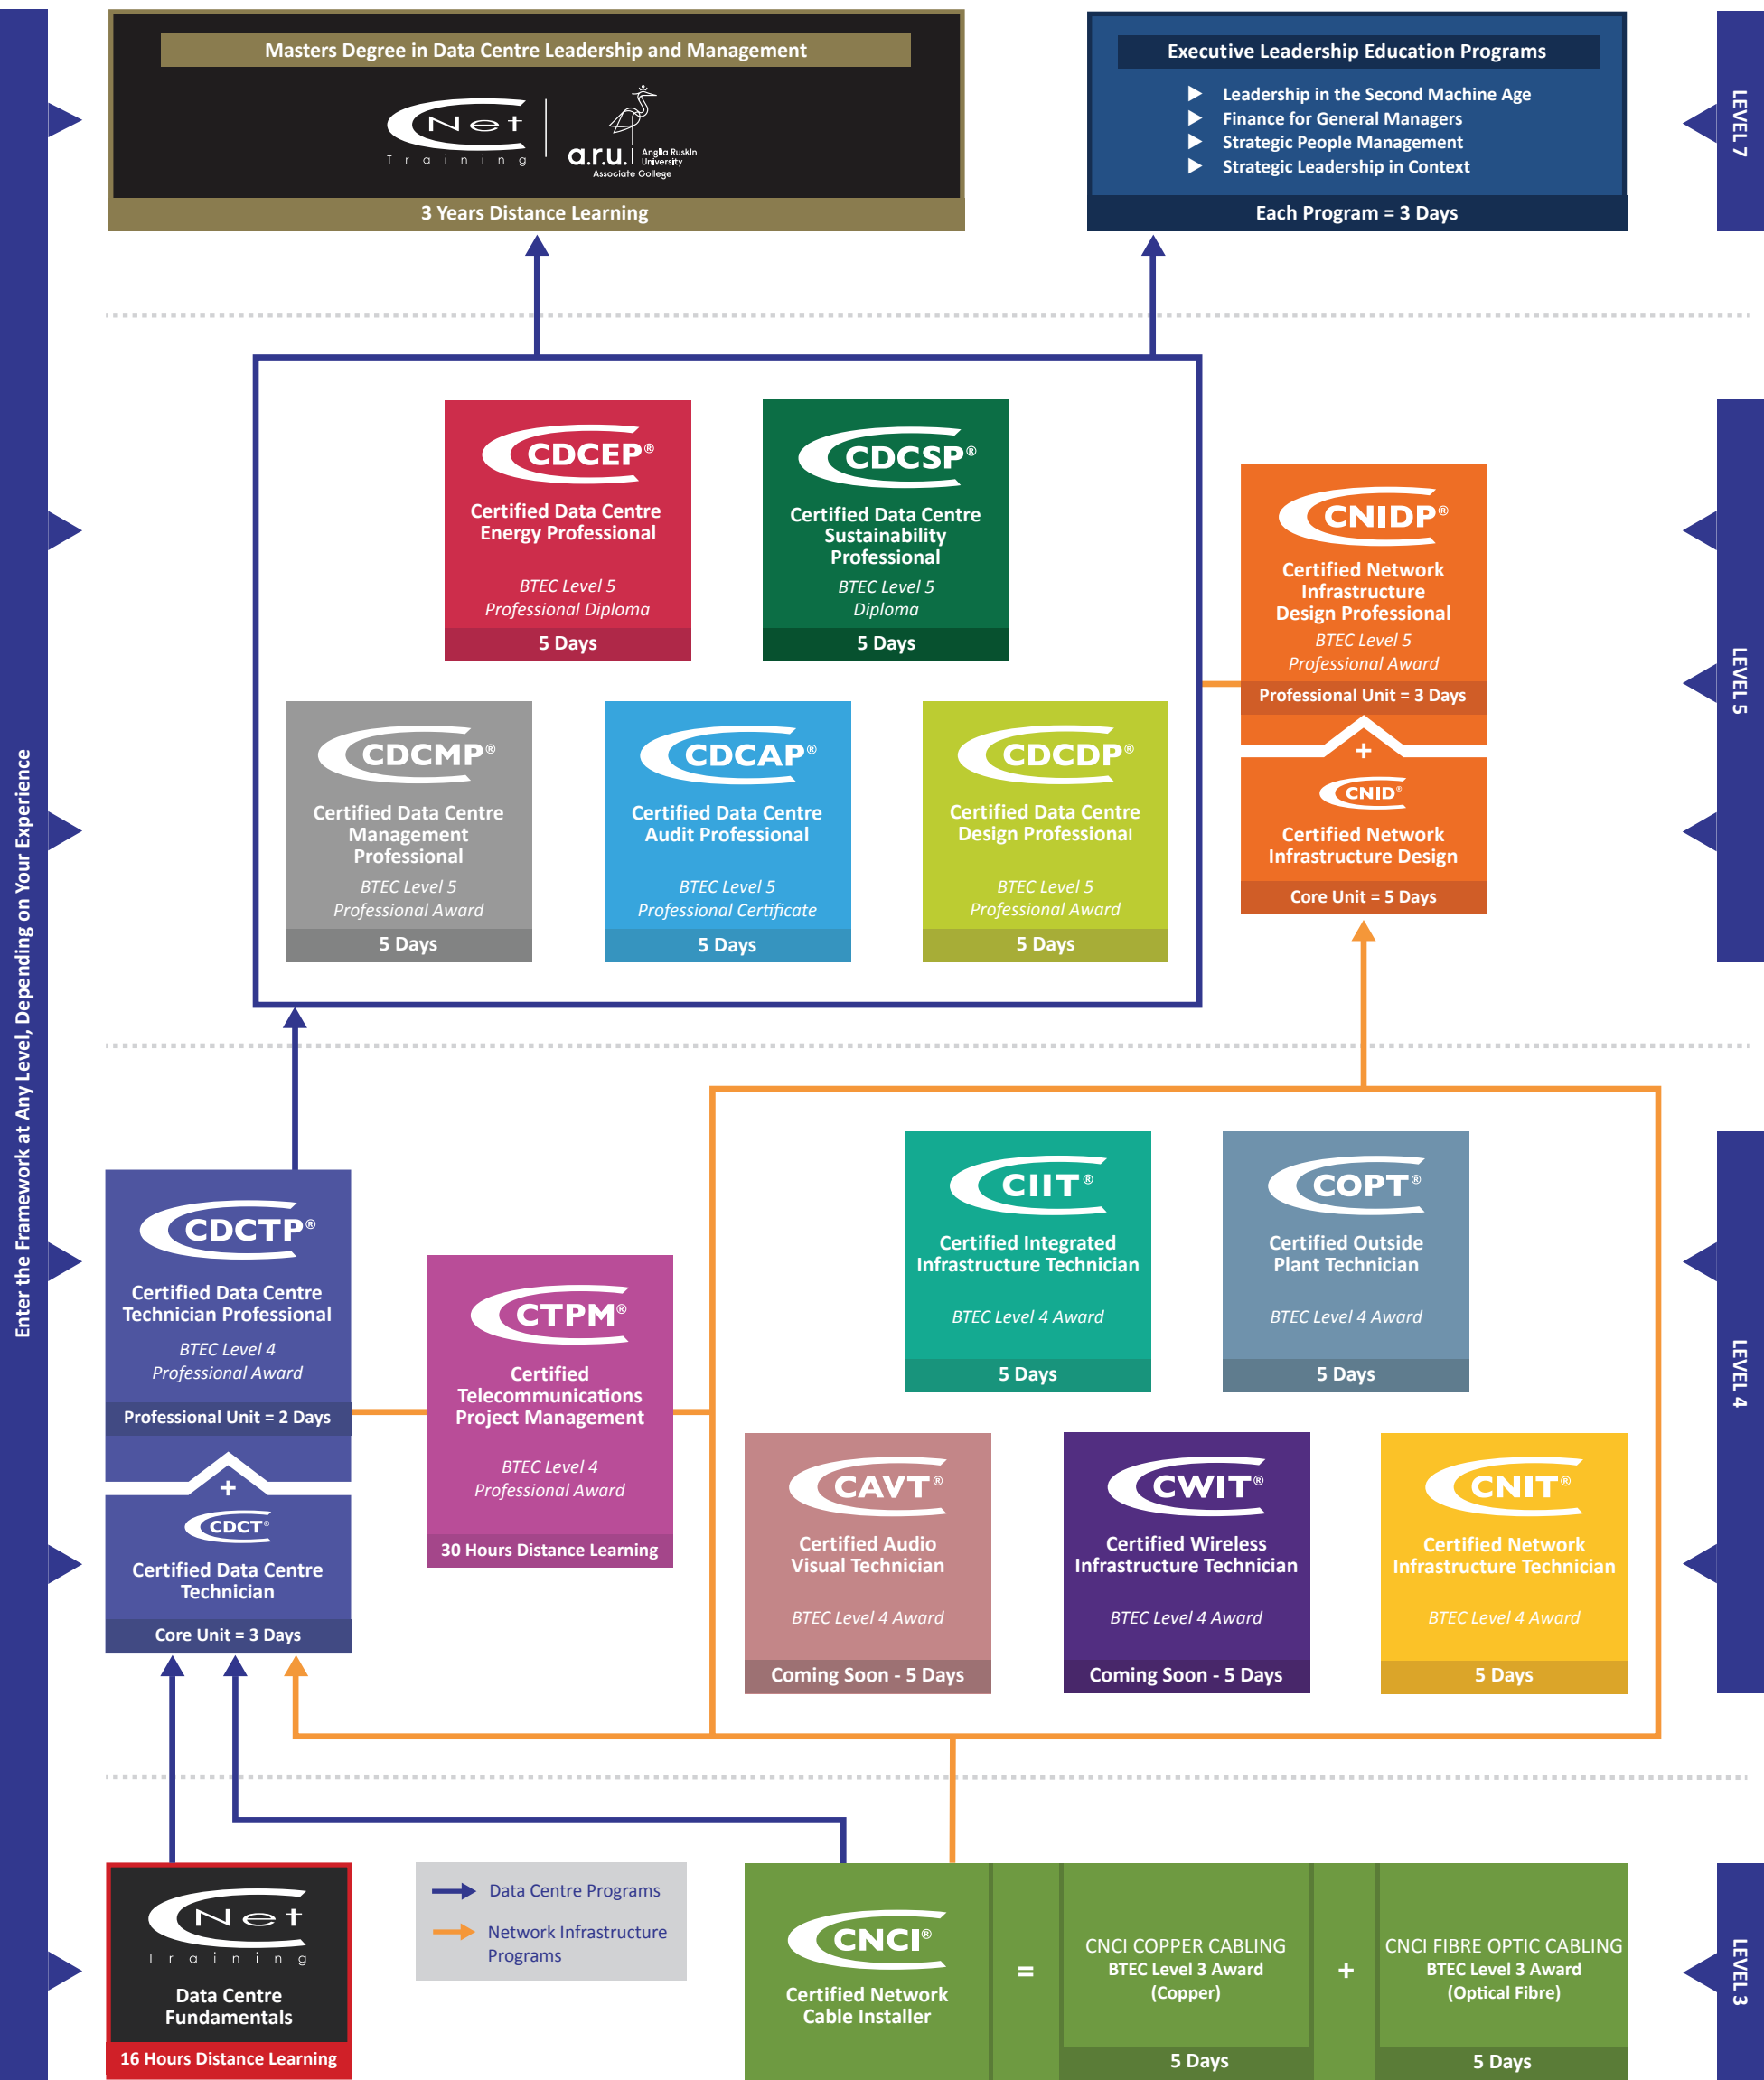 Enter the Framework at Any Level, Depending on Your Experience
Masters Degree in Data Centre Leadership and Management
CNet
Training
a.r.u.
Anglia Ruskin
University
Associate College
3 Years Distance Learning
Executive Leadership Education Programs
Leadership in the Second Machine Age
Finance for General Managers
Strategic People Management
Strategic Leadership in Context
Each Program = 3 Days
LEVEL 7
CDCEP®
Certified Data Centre
Energy Professional
BTEC Level 5
Professional Diploma
5 Days
CDCSP®
Certified Data Centre
Sustainability
Professional
BTEC Level 5
Diploma
5 Days
CNIDP®
Certified Network
Infrastructure
Design Professional
BTEC Level 5
Professional Award
Professional Unit = 3 Days
+
CNID®
Certified Network
Infrastructure Design
Core Unit = 5 Days
CDCMP®
Certified Data Centre
Management
Professional
BTEC Level 5
Professional Award
5 Days
CDCAP®
Certified Data Centre
Audit Professional
BTEC Level 5
Professional Certificate
5 Days
CDCDP®
Certified Data Centre
Design Professional
BTEC Level 5
Professional Award
5 Days
LEVEL 5
CDCTP®
Certified Data Centre
Technician Professional
BTEC Level 4
Professional Award
Professional Unit = 2 Days
+
CDCT®
Certified Data Centre
Technician
Core Unit = 3 Days
CTPM®
Certified
Telecommunications
Project Management
BTEC Level 4
Professional Award
30 Hours Distance Learning
CIIT®
Certified Integrated
Infrastructure Technician
BTEC Level 4 Award
5 Days
COPT®
Certified Outside
Plant Technician
BTEC Level 4 Award
5 Days
CAVT®
Certified Audio
Visual Technician
BTEC Level 4 Award
Coming Soon - 5 Days
CWIT®
Certified Wireless
Infrastructure Technician
BTEC Level 4 Award
Coming Soon - 5 Days
CNIT®
Certified Network
Infrastructure Technician
BTEC Level 4 Award
5 Days
LEVEL 4
CNet
Training
Data Centre
Fundamentals
16 Hours Distance Learning
Data Centre Programs
Network Infrastructure
Programs
CNCI®
Certified Network
Cable Installer
=
CNCI COPPER CABLING
BTEC Level 3 Award
(Copper)
5 Days
+
CNCI FIBRE OPTIC CABLING
BTEC Level 3 Award
(Optical Fibre)
5 Days
LEVEL 3